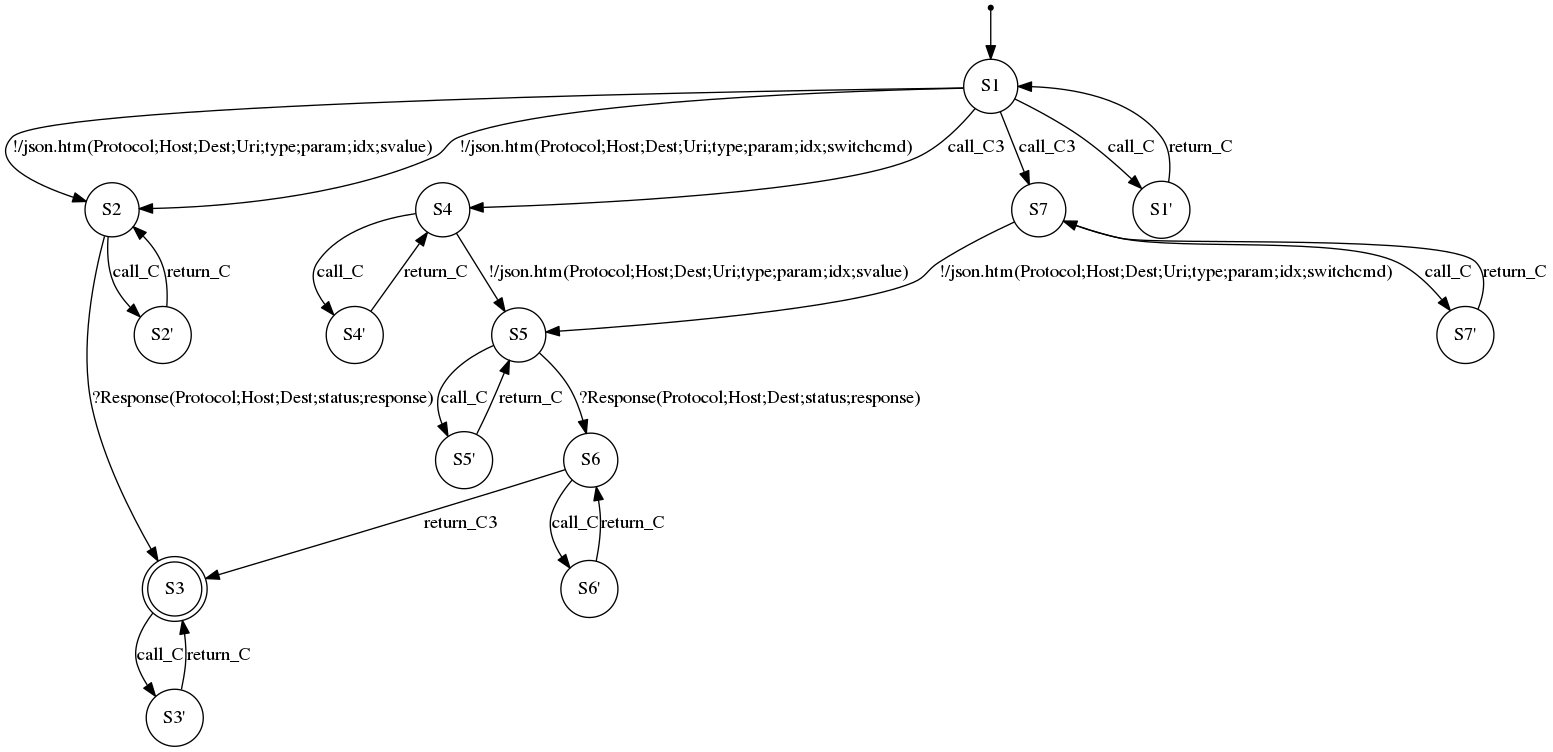 S1
!/json.htm(Protocol;Host;Dest;Uri;type;param;idx;svalue)
!/json.htm(Protocol;Host;Dest;Uri;type;param;idx;switchcmd)
call_C3
call_C3
call_C
return_C
S2
S4
S7
S1'
call_C
return_C
call_C
return_C
!/json.htm(Protocol;Host;Dest;Uri;type;param;idx;svalue)
!/json.htm(Protocol;Host;Dest;Uri;type;param;idx;switchcmd)
call_C
return_C
S2'
S4'
S5
S7'
?Response(Protocol;Host;Dest;status;response)
call_C
return_C
?Response(Protocol;Host;Dest;status;response)
S5'
S6
return_C3
call_C
return_C
S3
S6'
call_C
return_C
S3'